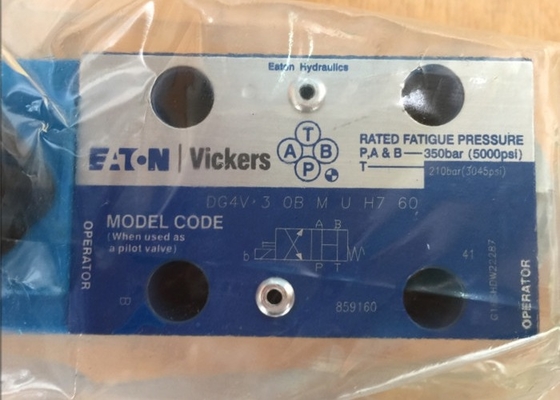 Eaton Hydraulics
EATON | Vickers
T
A B
P
RATED FATIGUE PRESSURE
P,A & B—350bar (5000psi)
T—210bar(3045psi)
DG4V-3 0B M U H7 60
MODEL CODE
(When used as
a pilot valve)
OPERATOR
A B
b
P T
B
859160
41
OPERATOR